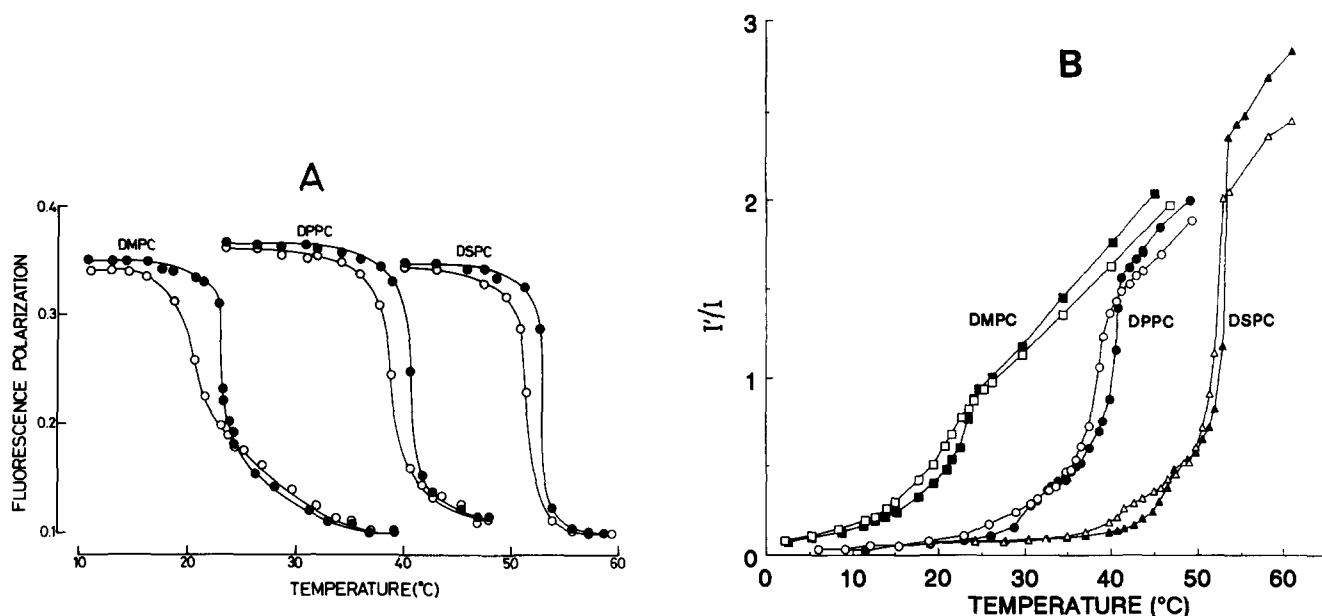 A
FLUORESCENCE POLARIZATION
0.4
0.3
0.2
0.1
DMPC
DPPC
DSPC
10
20
30
40
50
60
TEMPERATURE(°C)
B
I'/I
3
2
1
0
DMPC
DPPC
DSPC
0
10
20
30
40
50
60
TEMPERATURE (°C)